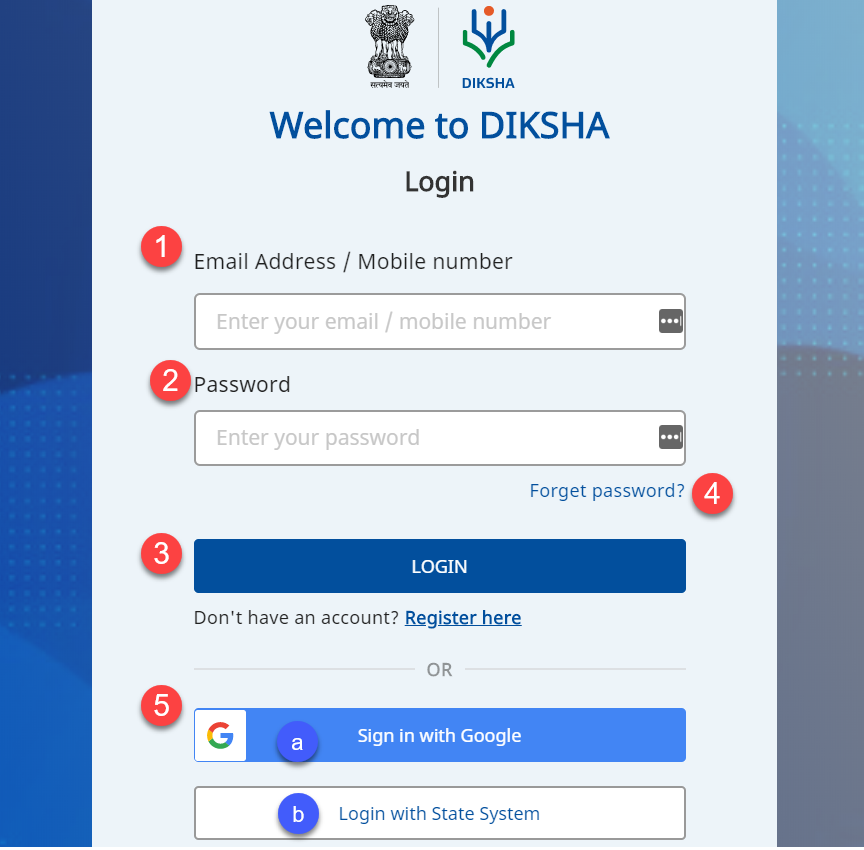 सत्यमेव जयते
DIKSHA
Welcome to DIKSHA
Login
1
Email Address / Mobile number
Enter your email / mobile number
2 Password
Enter your password
Forget password? 4
3 LOGIN
Don't have an account? Register here
OR
5
a Sign in with Google
b Login with State System